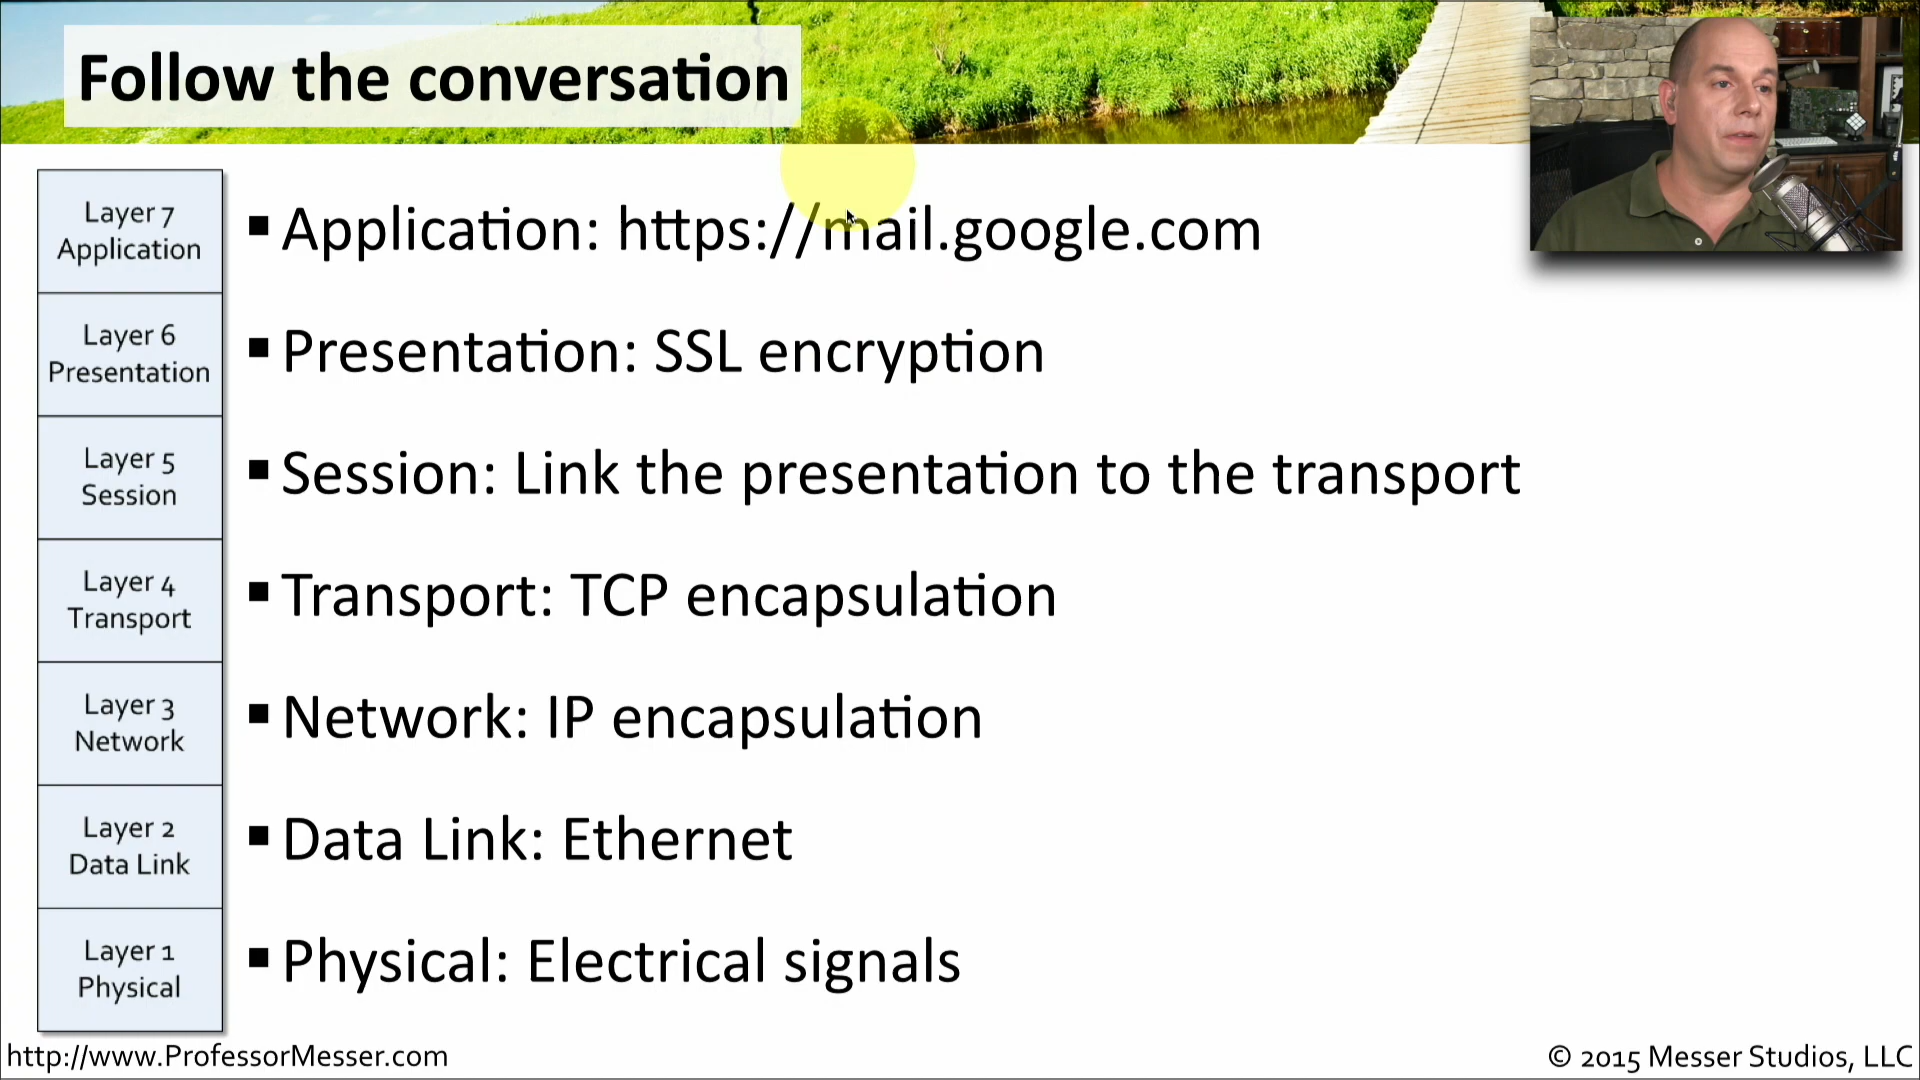 Follow the conversation
Layer 7
Application
▪ Application: https://mail.google.com
Layer 6
Presentation
▪ Presentation: SSL encryption
Layer 5
Session
▪ Session: Link the presentation to the transport
Layer 4
Transport
▪ Transport: TCP encapsulation
Layer 3
Network
▪ Network: IP encapsulation
Layer 2
Data Link
▪ Data Link: Ethernet
Layer 1
Physical
▪ Physical: Electrical signals
http://www.ProfessorMesser.com
© 2015 Messer Studios, LLC